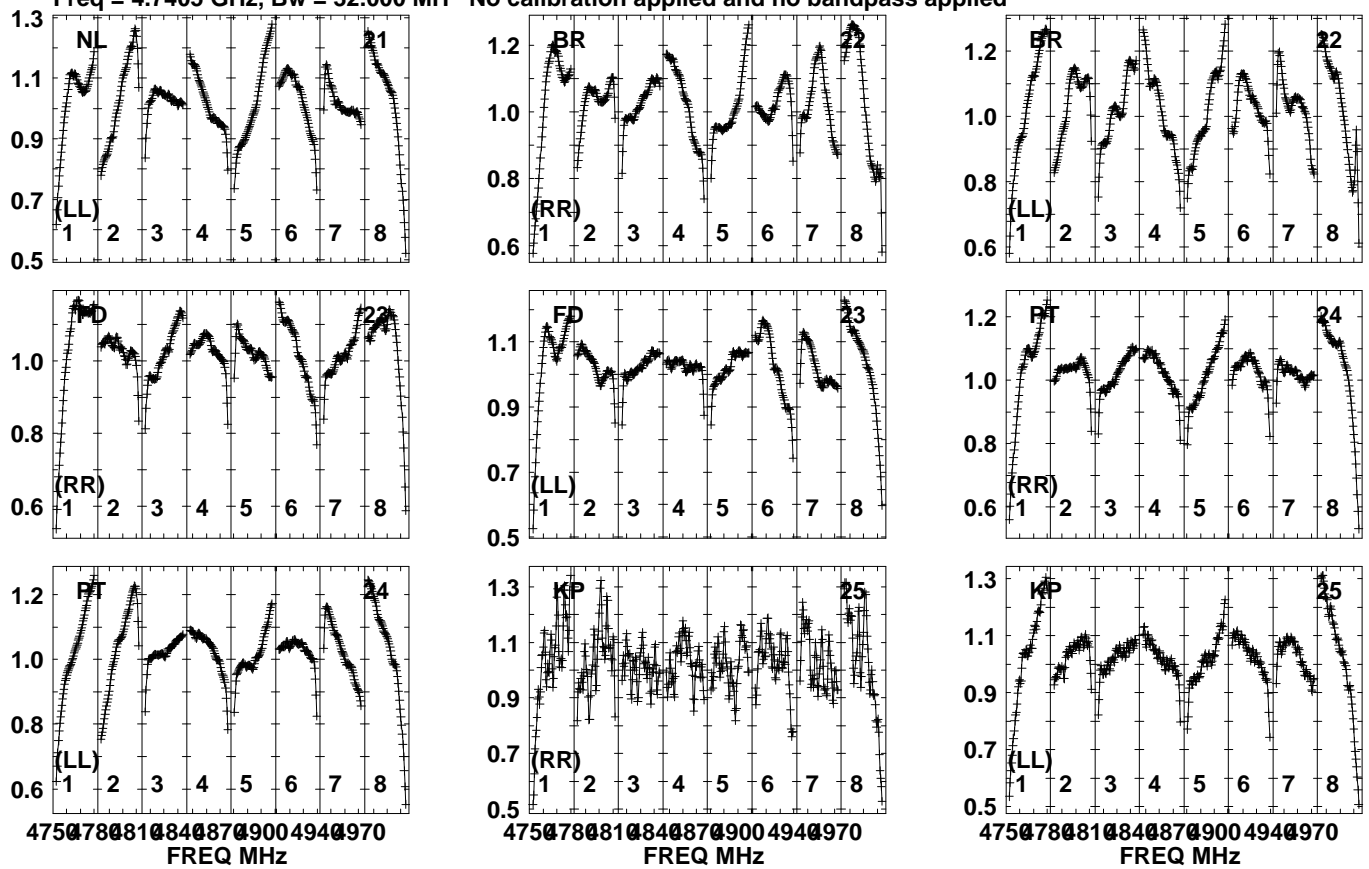 Freq = 4.7405 GHz, Bw = 32.000 MH No calibration applied and no bandpass applied
1.3 1.2 1.1 1.0 0.9 0.8 0.7 0.6 0.5
NL 21
(LL)
1 2 3 4 5 6 7 8
1.2 1.0 0.8 0.6
BR 22
(RR)
1 2 3 4 5 6 7 8
1.2 1.0 0.8
BR 22
(LL)
1 2 3 4 5 6 7 8
1.0 0.8 0.6
FD 22
(RR)
1 2 3 4 5 6 7 8
1.1 0.9 0.7 0.5
FD 23
(LL)
1 2 3 4 5 6 7 8
1.2 1.0 0.8 0.6
PT 24
(RR)
1 2 3 4 5 6 7 8
1.2 1.0 0.8 0.6
PT 24
(LL)
1 2 3 4 5 6 7 8
4750 4780 4810 4840 4870 4900 4940 4970
FREQ MHz
1.3 1.1 1.0 0.9 0.7 0.5
KP 25
(RR)
1 2 3 4 5 6 7 8
4750 4780 4810 4840 4870 4900 4940 4970
FREQ MHz
1.3 1.1 1.0 0.9 0.7 0.5
KP 25
(LL)
1 2 3 4 5 6 7 8
4750 4780 4810 4840 4870 4900 4940 4970
FREQ MHz